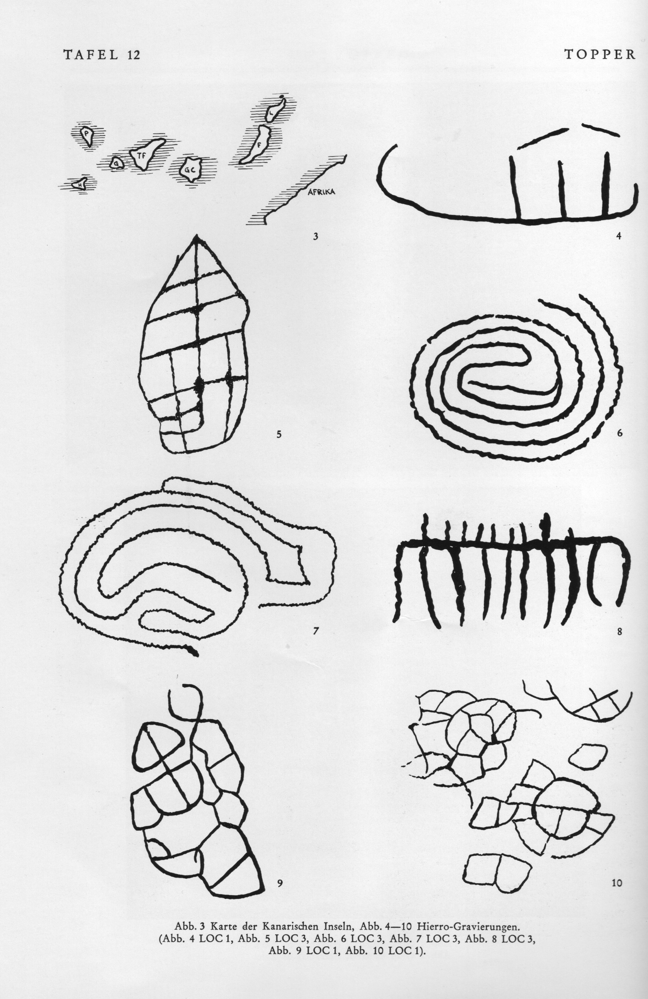 TAFEL 12
TOPPER
L
P
F
TF
G
GC
H
AFRIKA
3
4
5
6
7
8
9
10
Abb. 3 Karte der Kanarischen Inseln, Abb. 4—10 Hierro-Gravierungen.
(Abb. 4 LOC 1, Abb. 5 LOC 3, Abb. 6 LOC 3, Abb. 7 LOC 3, Abb. 8 LOC 3,
Abb. 9 LOC 1, Abb. 10 LOC 1).